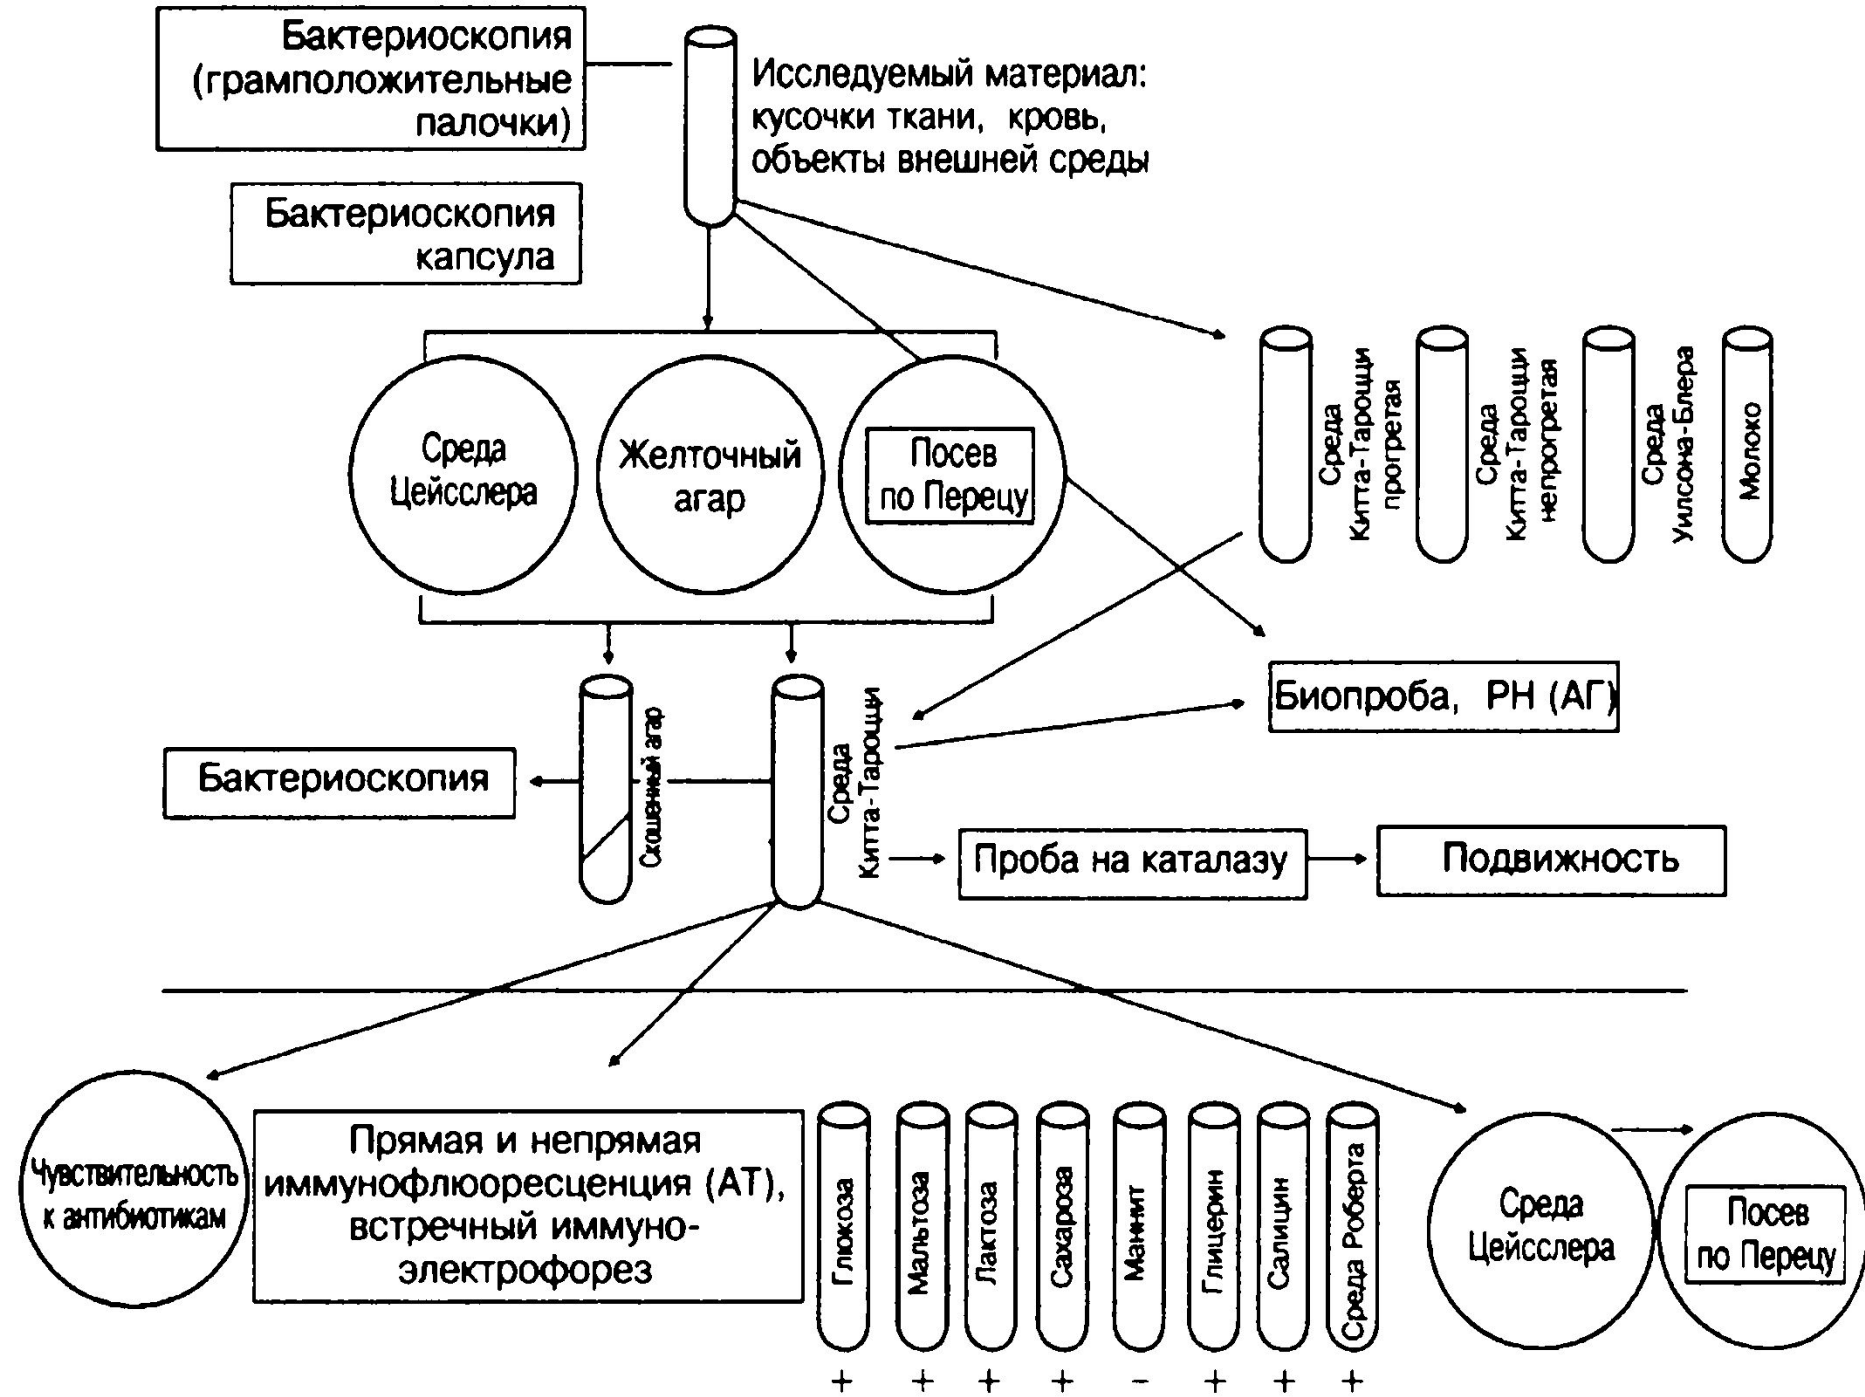 Бактериоскопия
(грамположительные
палочки)
Исследуемый материал:
кусочки ткани, кровь,
объекты внешней среды
Бактериоскопия
капсула
Среда
Цейсслера
Желточный
агар
Посев
по Перецу
Среда
Китта-Тароцци
прогретая
Среда
Китта-Тароцци
непрогретая
Среда
Уилсона-Блера
Молоко
Биопроба, РН (АГ)
Бактериоскопия
Скошенный агар
Среда
Китта-Тароцци
Проба на каталазу
Подвижность
Чувствительность
к антибиотикам
Прямая и непрямая
иммунофлюоресценция (АТ),
встречный иммуно-
электрофорез
Глюкоза
Мальтоза
Лактоза
Сахароза
Маннит
Глицерин
Салицин
Среда Роберта
+ + + + - + + +
Среда
Цейсслера
Посев
по Перецу